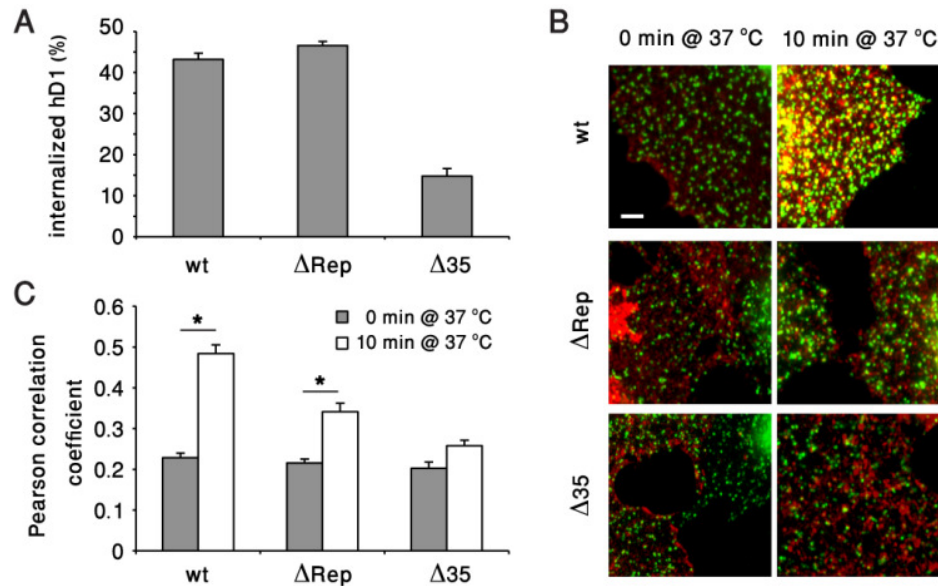 A
internalized hD1 (%)
50
40
30
20
10
0
wt ΔRep Δ35
B
0 min @ 37 °C 10 min @ 37 °C
wt
ΔRep
Δ35
C
Pearson correlation
coefficient
0.6
0.5
0.4
0.3
0.2
0.1
0
* *
0 min @ 37 °C
10 min @ 37 °C
wt ΔRep Δ35